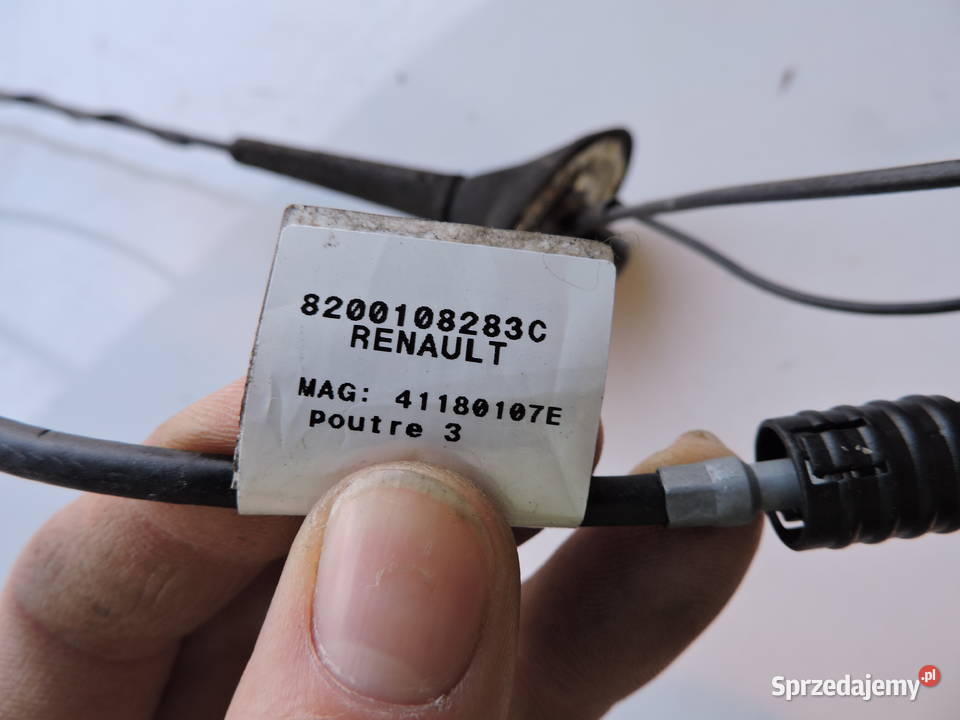 8200108283C
RENAULT
MAG: 41180107E
poutre 3
Sprzedajemy.pl